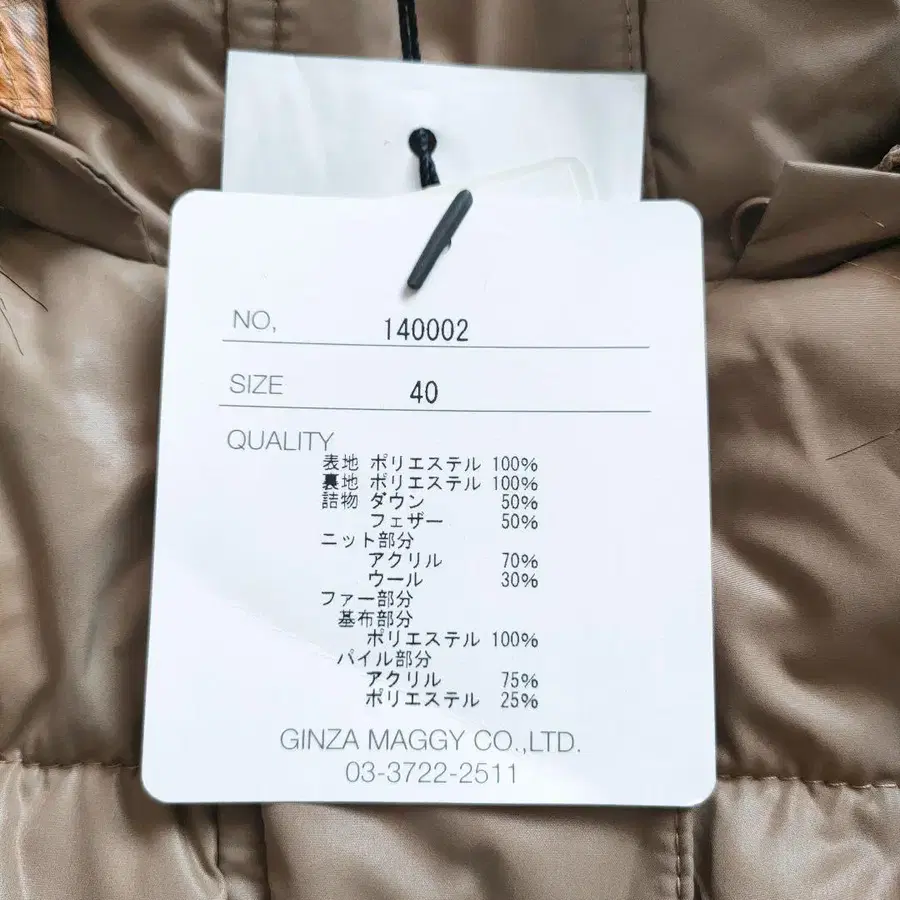 NO, 140002
SIZE 40
QUALITY
表地 ポリエステル 100%
裏地 ポリエステル 100%
詰物 ダウン 50%
フェザー 50%
ニット部分
アクリル 70%
ウール 30%
ファー部分
基布部分
ポリエステル 100%
パイル部分
アクリル 75%
ポリエステル 25%
GINZA MAGGY CO.,LTD.
03-3722-2511